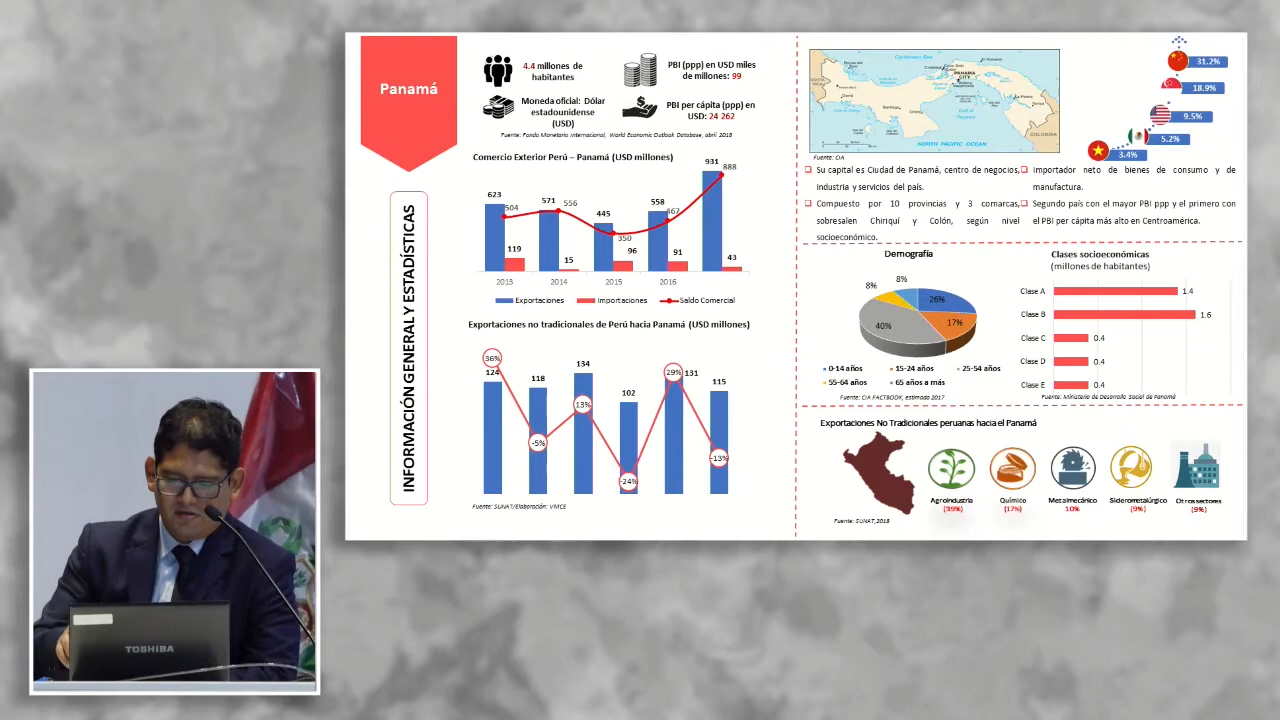 Panamá
4.4 millones de
habitantes
PBI (ppp) en USD miles
de millones: 99
Moneda oficial: Dólar
estadounidense
(USD)
PBI per cápita (ppp) en
USD: 24 262
Fuente: Fondo Monetario Internacional, World Economic Outlook Database, abril 2018
INFORMACIÓN GENERAL Y ESTADÍSTICAS
Comercio Exterior Perú – Panamá (USD millones)
623
504
119
571
556
15
445
350
96
558
467
91
931
888
43
2013
2014
2015
2016
Exportaciones
Importaciones
Saldo Comercial
Exportaciones no tradicionales de Perú hacia Panamá (USD millones)
36%
124
118
-5%
134
13%
102
-24%
29%
131
115
-13%
Fuente: SUNAT/Elaboración: VMCE
Caribbean Sea
PANAMA
CITY
Gulf of
Panama
COLOMBIA
NORTH PACIFIC OCEAN
Fuente: CIA
31.2%
18.9%
9.5%
5.2%
3.4%
Su capital es Ciudad de Panamá, centro de negocios,
industria y servicios del país.
Compuesto por 10 provincias y 3 comarcas,
sobresalen Chiriquí y Colón, según nivel
socioeconómico.
Importador neto de bienes de consumo y de
manufactura.
Segundo país con el mayor PBI ppp y el primero con
el PBI per cápita más alto en Centroamérica.
Demografía
8%
8%
26%
17%
40%
0-14 años
15-24 años
25-54 años
55-64 años
65 años a más
Fuente: CIA FACTBOOK, estimado 2017
Clases socioeconómicas
(millones de habitantes)
Clase A
1.4
Clase B
1.6
Clase C
0.4
Clase D
0.4
Clase E
0.4
Fuente: Ministerio de Desarrollo Social de Panamá
Exportaciones No Tradicionales peruanas hacia el Panamá
Agroindustria
(39%)
Químico
(17%)
Metalmecánico
10%
Siderometalúrgico
(9%)
Otros sectores
(9%)
Fuente: SUNAT,2018
TOSHIBA